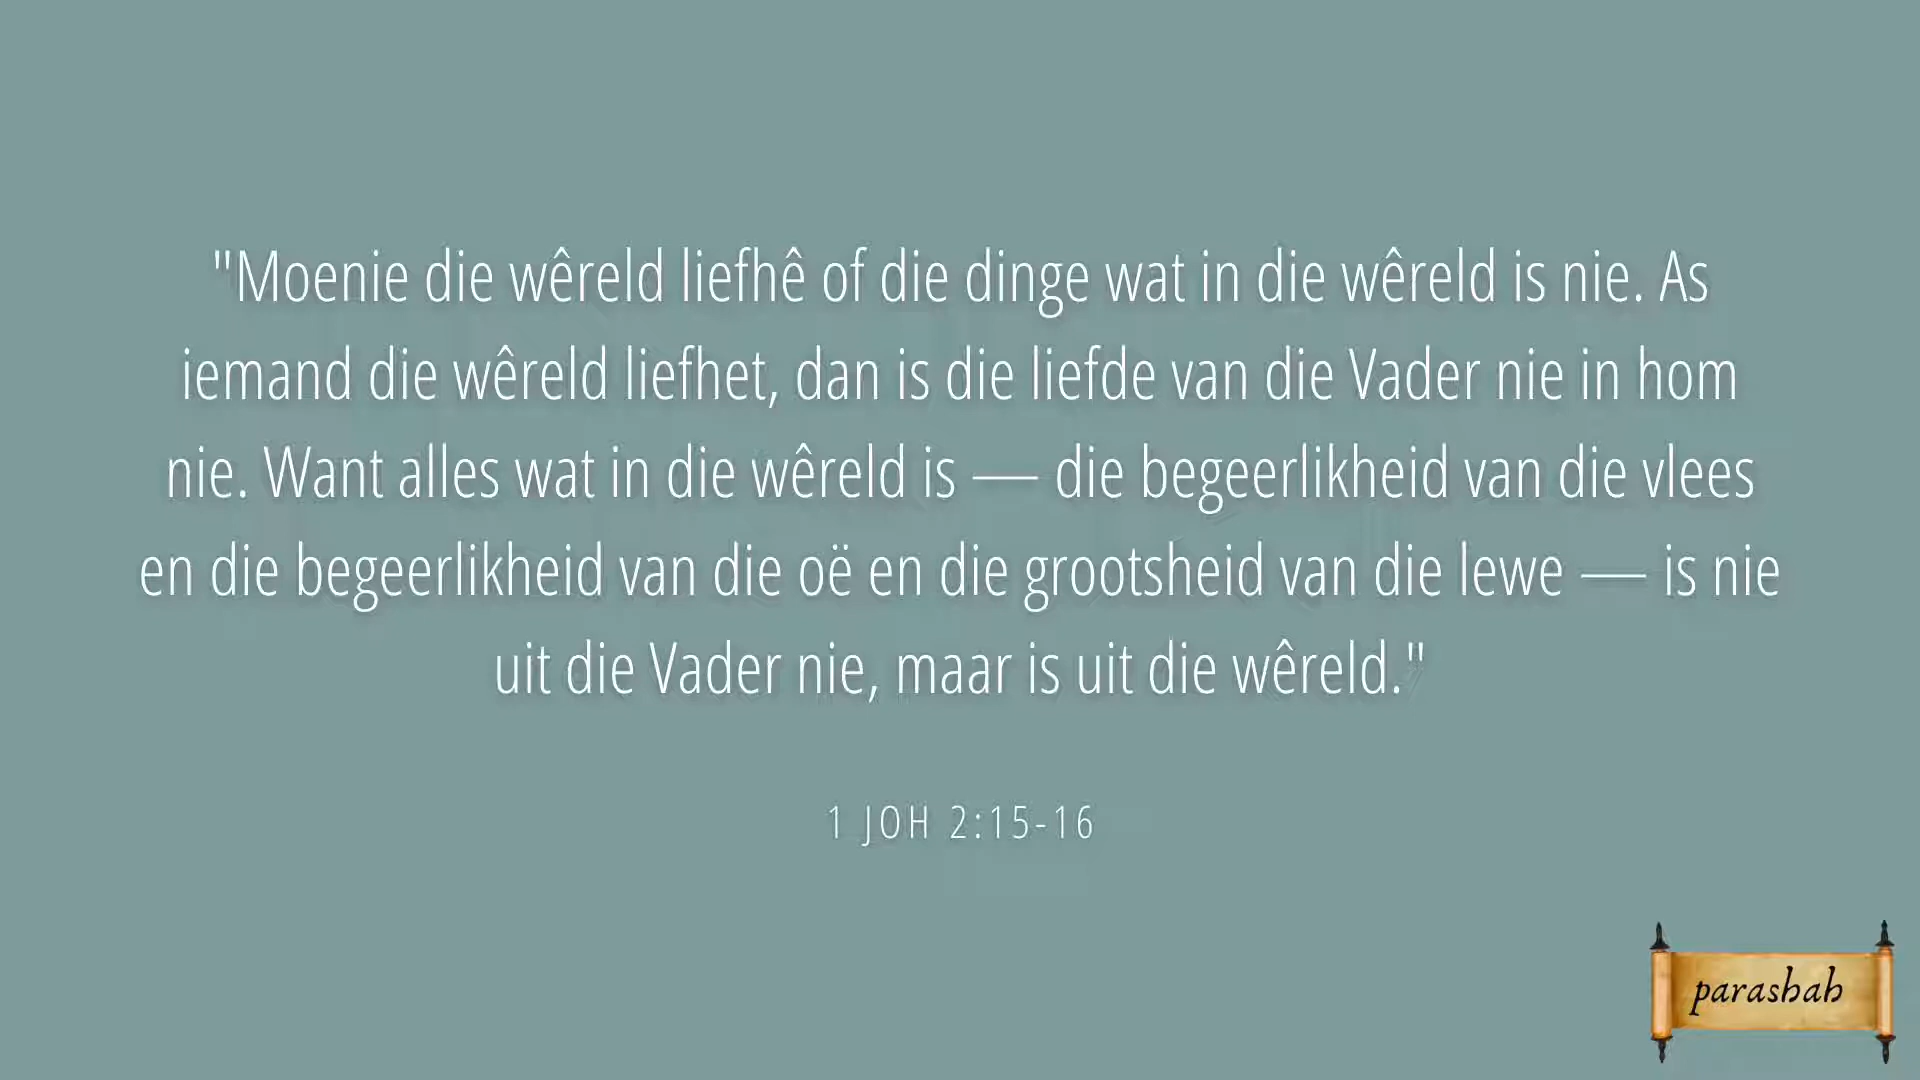 "Moenie die wêreld liefhê of die dinge wat in die wêreld is nie. As
iemand die wêreld liefhet, dan is die liefde van die Vader nie in hom
nie. Want alles wat in die wêreld is — die begeerlikheid van die vlees
en die begeerlikheid van die oë en die grootsheid van die lewe — is nie
uit die Vader nie, maar is uit die wêreld."
1 JOH 2:15-16
parashah